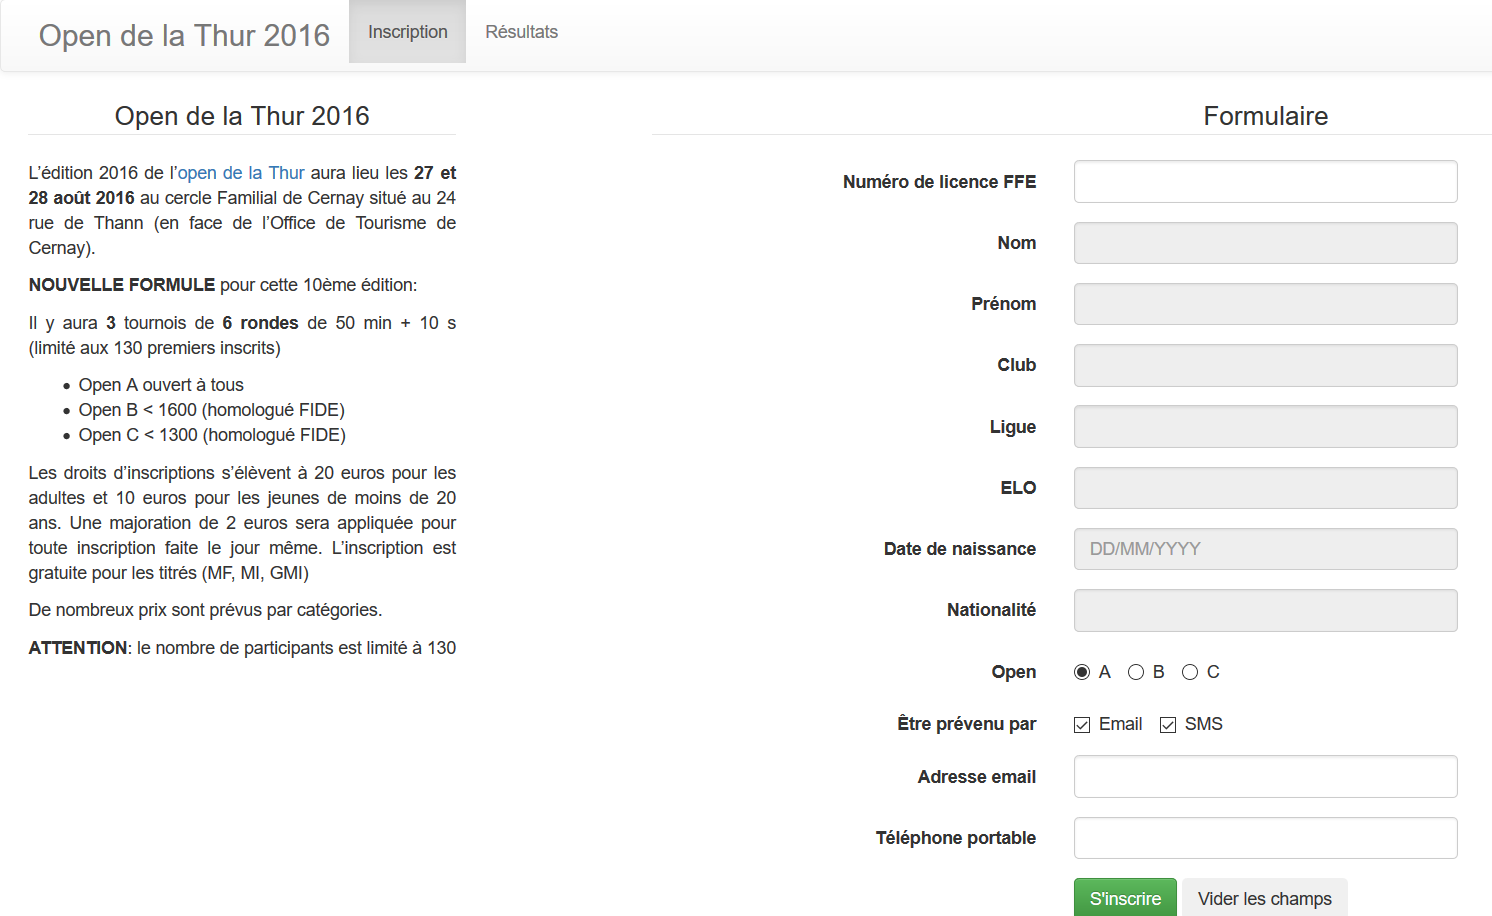 Open de la Thur 2016
Inscription
Résultats
Open de la Thur 2016
L’édition 2016 de l’open de la Thur aura lieu les 27 et
28 août 2016 au cercle Familial de Cernay situé au 24
rue de Thann (en face de l’Office de Tourisme de
Cernay).
NOUVELLE FORMULE pour cette 10ème édition:
Il y aura 3 tournois de 6 rondes de 50 min + 10 s
(limité aux 130 premiers inscrits)
• Open A ouvert à tous
• Open B < 1600 (homologué FIDE)
• Open C < 1300 (homologué FIDE)
Les droits d’inscriptions s’élèvent à 20 euros pour les
adultes et 10 euros pour les jeunes de moins de 20
ans. Une majoration de 2 euros sera appliquée pour
toute inscription faite le jour même. L’inscription est
gratuite pour les titrés (MF, MI, GMI)
De nombreux prix sont prévus par catégories.
ATTENTION: le nombre de participants est limité à 130
Formulaire
Numéro de licence FFE
Nom
Prénom
Club
Ligue
ELO
Date de naissance DD/MM/YYYY
Nationalité
Open A B C
Être prévenu par Email SMS
Adresse email
Téléphone portable
S'inscrire Vider les champs